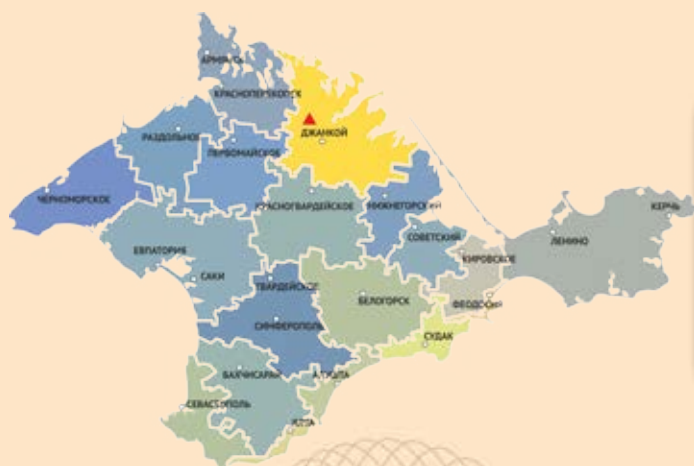 АРМЯНСК
КРАСНОПЕРЕКОПСК
ДЖАНКОЙ
РАЗДОЛЬНОЕ
ПЕРВОМАЙСКОЕ
ЧЕРНОМОРСКОЕ
КРАСНОГВАРДЕЙСКОЕ
НИЖНЕГОРСКИЙ
КЕРЧЬ
СОВЕТСКИЙ
ЛЕНИНО
ЕВПАТОРИЯ
КИРОВСКОЕ
САКИ
ГВАРДЕЙСКОЕ
БЕЛОГОРСК
ФЕОДОСИЯ
СИМФЕРОПОЛЬ
СУДАК
БАХЧИСАРАЙ
АЛУШТА
СЕВАСТОПОЛЬ
ЯЛТА